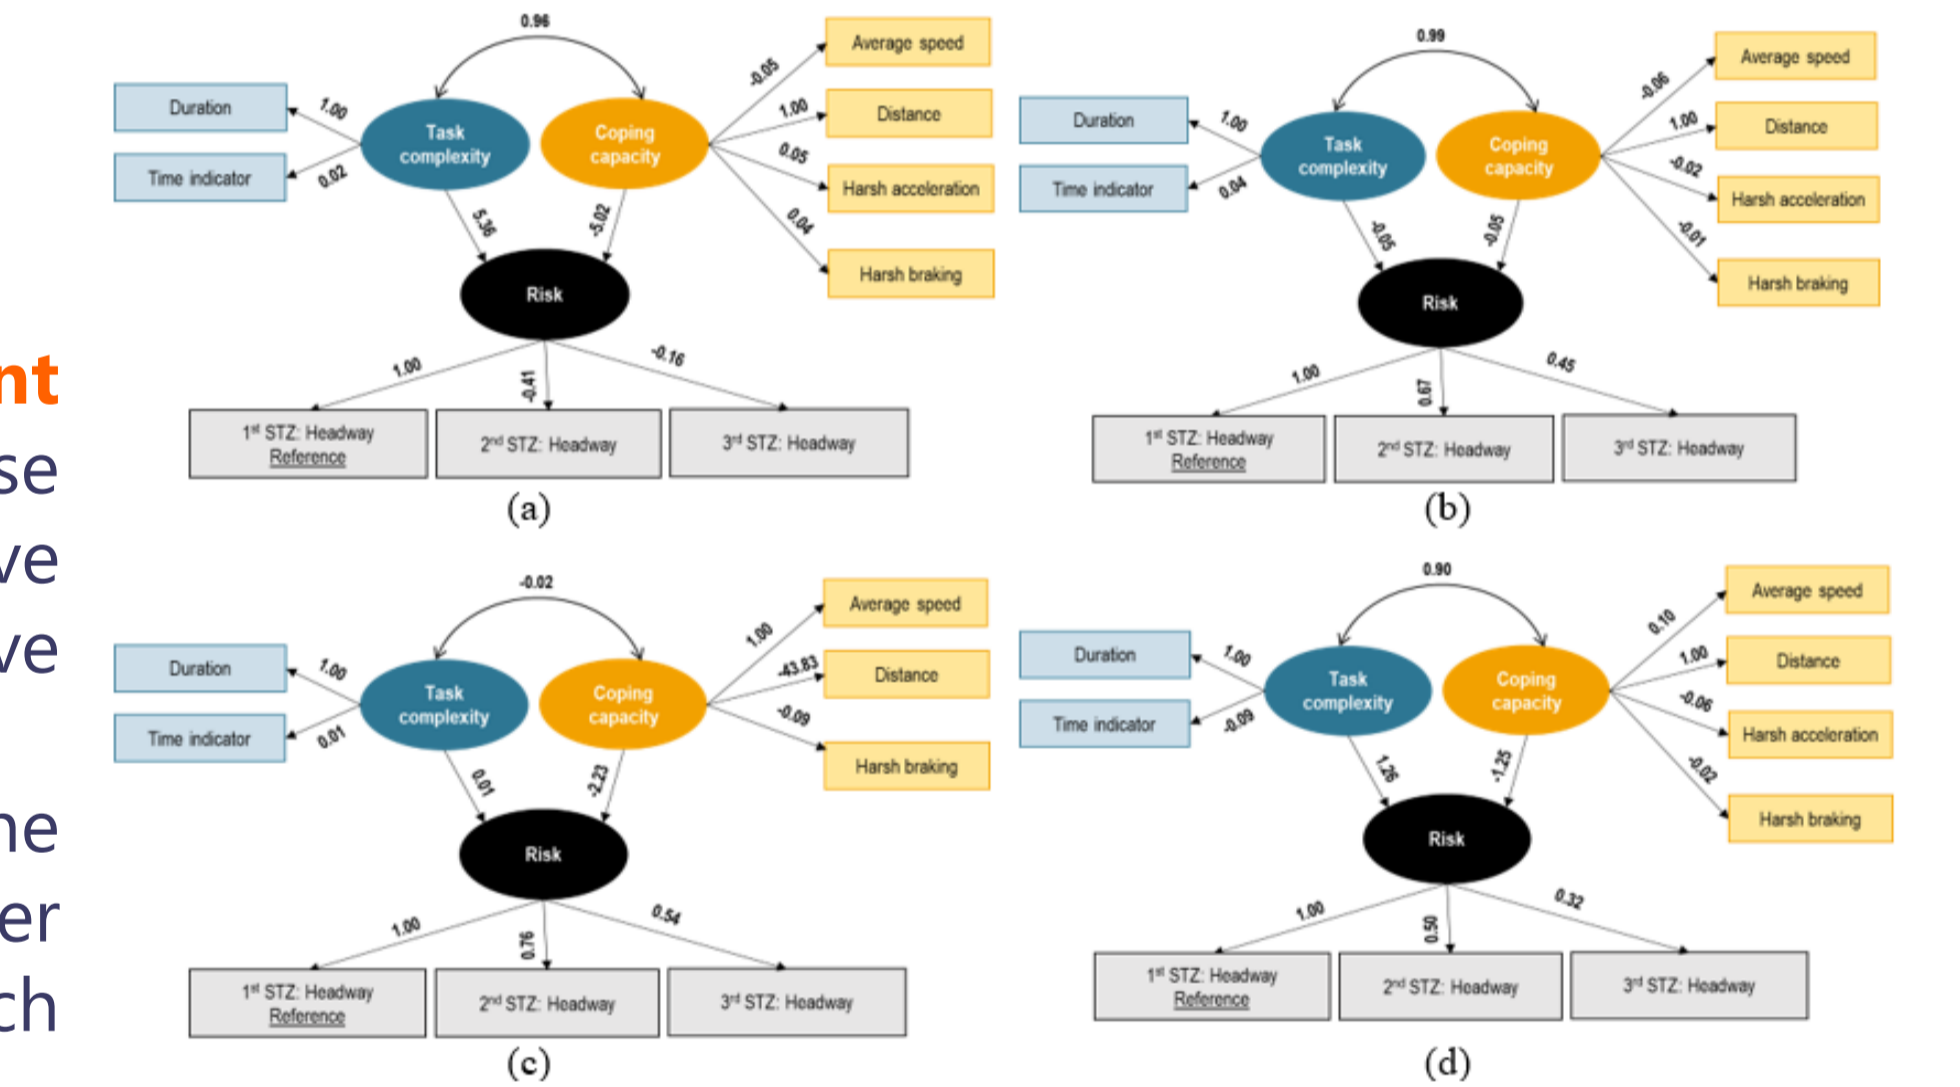 nt
se
ve
ve
ne
er
ch
0.96
Duration
Time indicator
1.00
0.02
Task
complexity
Coping
capacity
-0.05
1.00
0.05
0.04
Average speed
Distance
Harsh acceleration
Harsh braking
5.36
-5.02
Risk
1.00
-0.41
-0.16
1st STZ: Headway
Reference
2nd STZ: Headway
3rd STZ: Headway
(a)
0.99
Duration
Time indicator
1.00
0.04
Task
complexity
Coping
capacity
-0.06
1.00
-0.02
-0.01
Average speed
Distance
Harsh acceleration
Harsh braking
-0.05
-0.05
Risk
1.00
0.67
0.45
1st STZ: Headway
Reference
2nd STZ: Headway
3rd STZ: Headway
(b)
-0.02
Duration
Time indicator
1.00
0.01
Task
complexity
Coping
capacity
1.00
-43.83
-0.09
Average speed
Distance
Harsh braking
0.01
-2.23
Risk
1.00
0.76
0.54
1st STZ: Headway
Reference
2nd STZ: Headway
3rd STZ: Headway
(c)
0.90
Duration
Time indicator
1.00
-0.09
Task
complexity
Coping
capacity
0.10
1.00
-0.06
-0.02
Average speed
Distance
Harsh acceleration
Harsh braking
1.26
-1.25
Risk
1.00
0.50
0.32
1st STZ: Headway
Reference
2nd STZ: Headway
3rd STZ: Headway
(d)